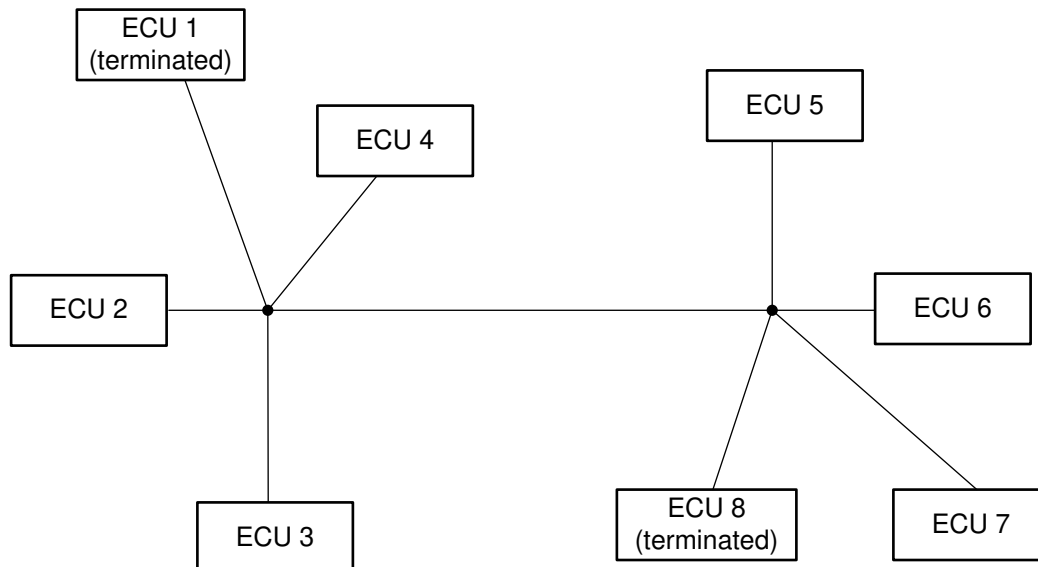 ECU 1
(terminated)
ECU 4
ECU 5
ECU 2
ECU 6
ECU 3
ECU 8
(terminated)
ECU 7